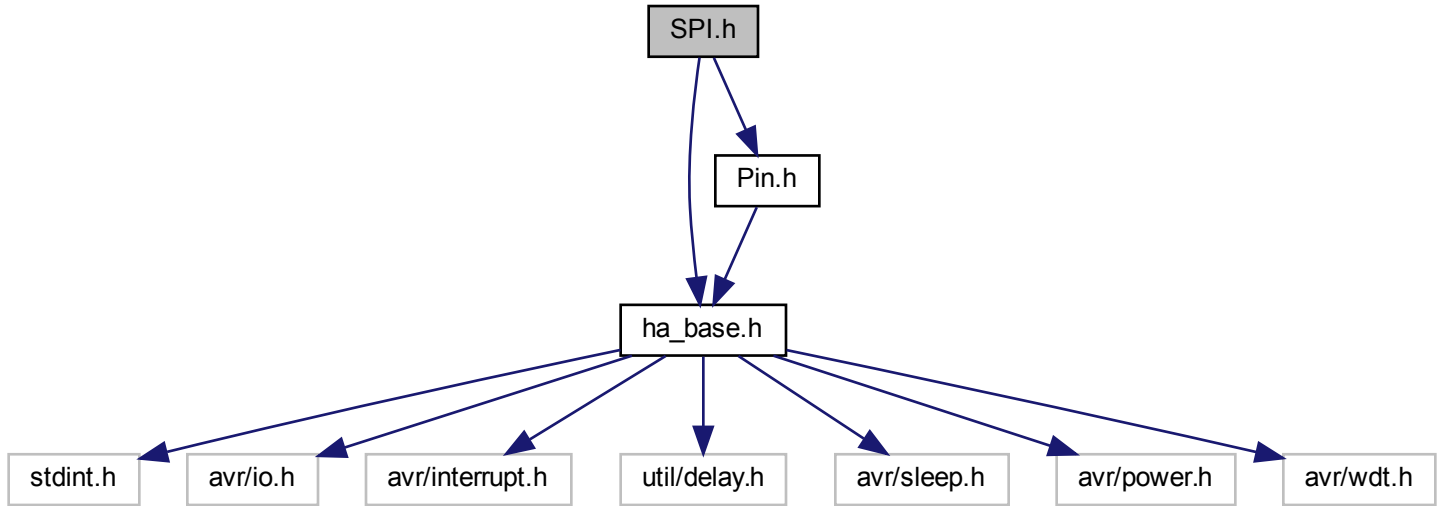 SPI.h
Pin.h
ha_base.h
stdint.h
avr/io.h
avr/interrupt.h
util/delay.h
avr/sleep.h
avr/power.h
avr/wdt.h